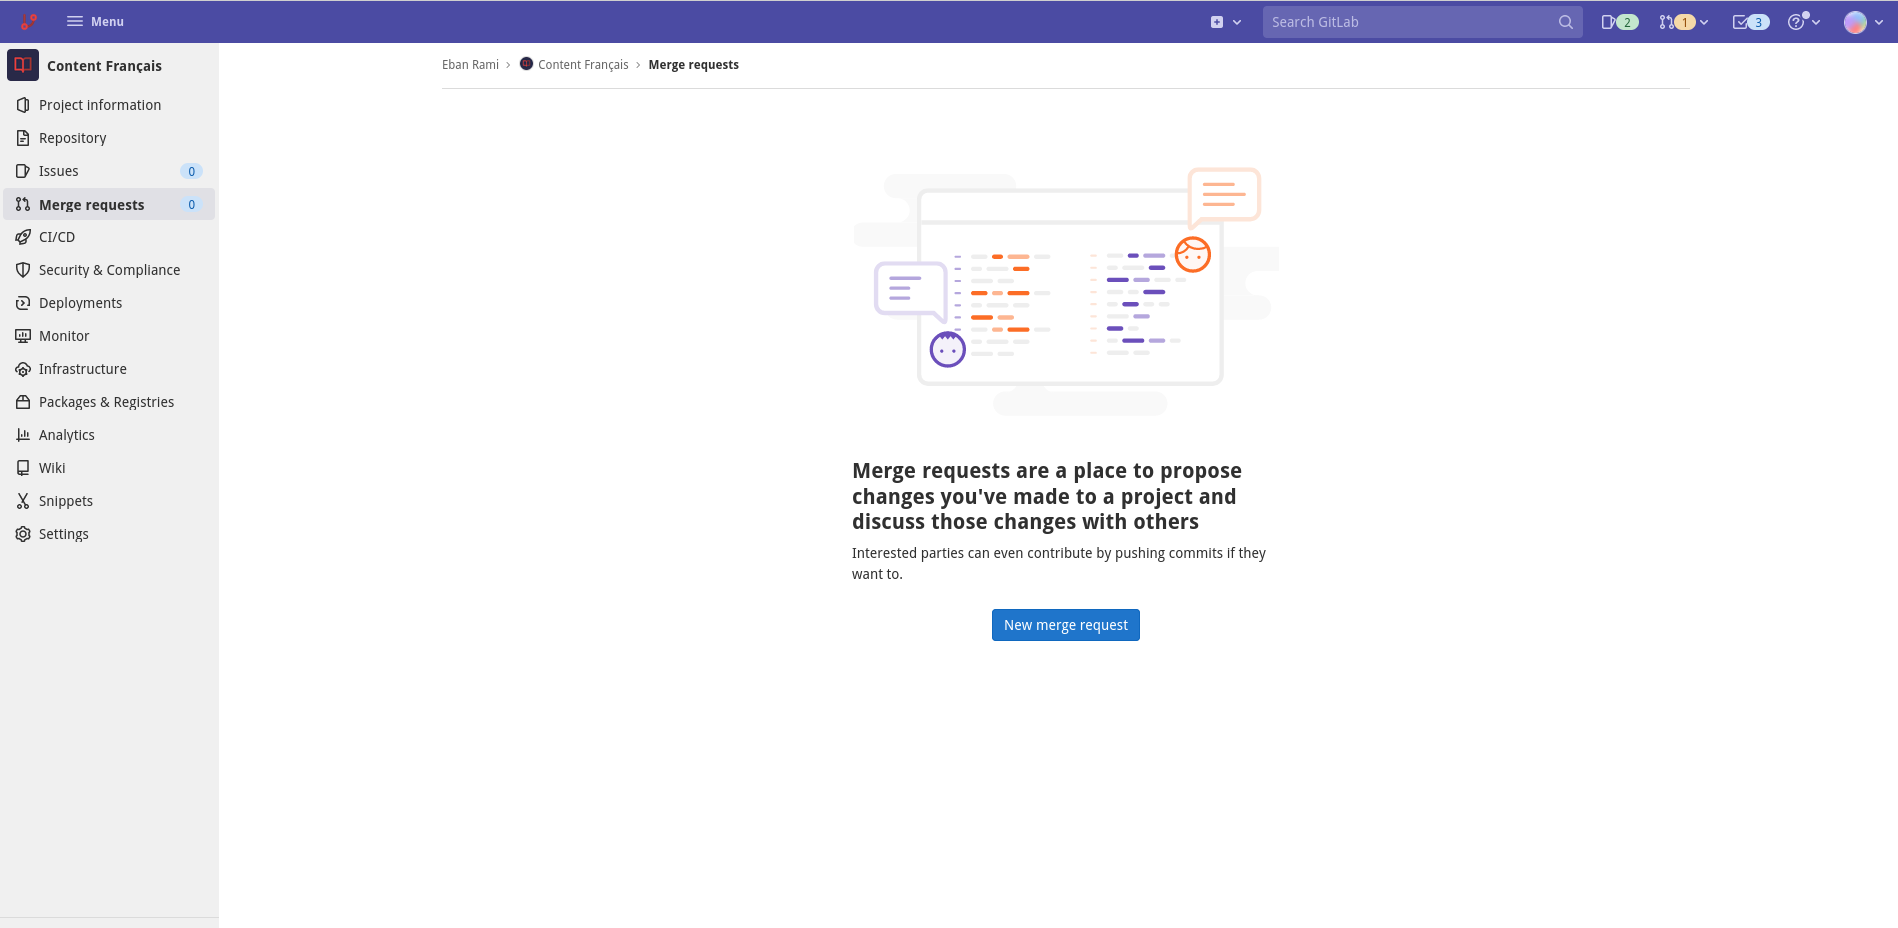 Menu
Search GitLab
2
1
3
Content Français
Project information
Repository
Issues 0
Merge requests 0
CI/CD
Security & Compliance
Deployments
Monitor
Infrastructure
Packages & Registries
Analytics
Wiki
Snippets
Settings
Eban Rami › Content Français › Merge requests
Merge requests are a place to propose
changes you've made to a project and
discuss those changes with others
Interested parties can even contribute by pushing commits if they
want to.
New merge request